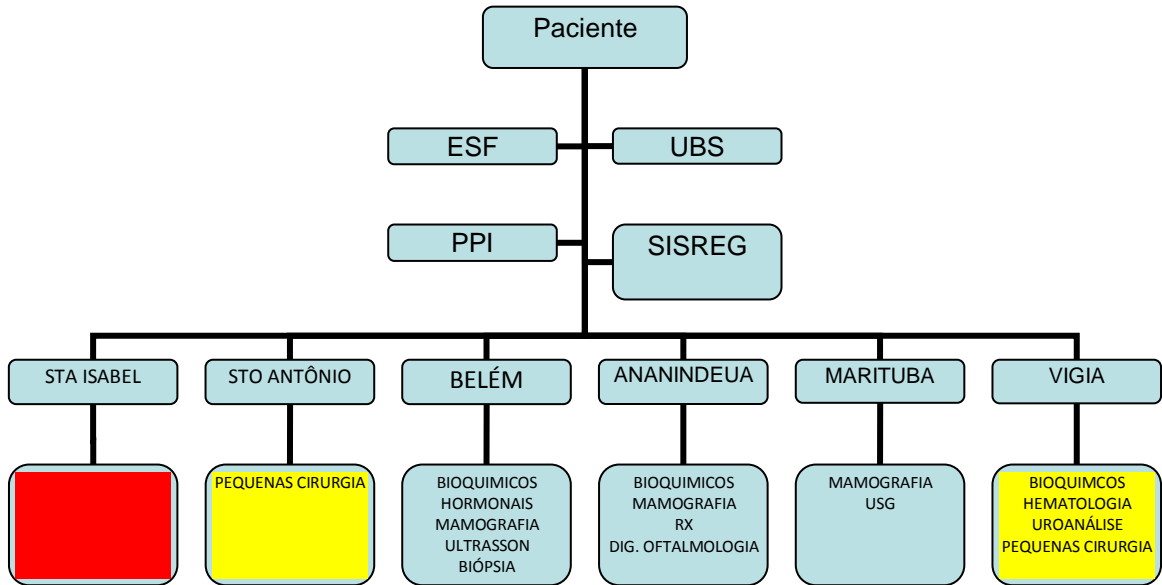 Paciente
ESF
UBS
PPI
SISREG
STA ISABEL
STO ANTÔNIO
BELÉM
ANANINDEUA
MARITUBA
VIGIA
PEQUENAS CIRURGIA
BIOQUIMICOS
HORMONAIS
MAMOGRAFIA
ULTRASSON
BIÓPSIA
BIOQUIMICOS
MAMOGRAFIA
RX
DIG. OFTALMOLOGIA
MAMOGRAFIA
USG
BIOQUIMCOS
HEMATOLOGIA
UROANÁLISE
PEQUENAS CIRURGIA